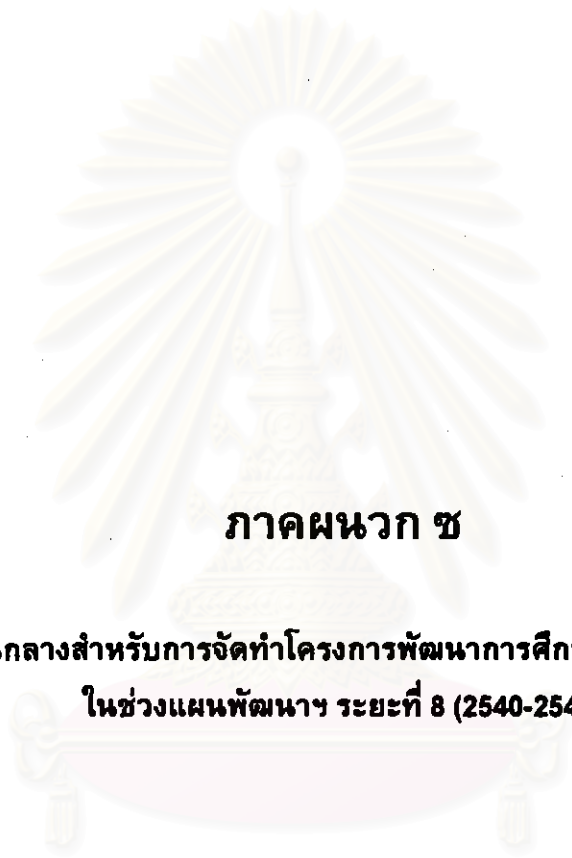 ภาคผนวก ซ
กลางสำหรับการจัดทำโครงการพัฒนาการศึก
ในช่วงแผนพัฒนาฯ ระยะที่ 8 (2540-254